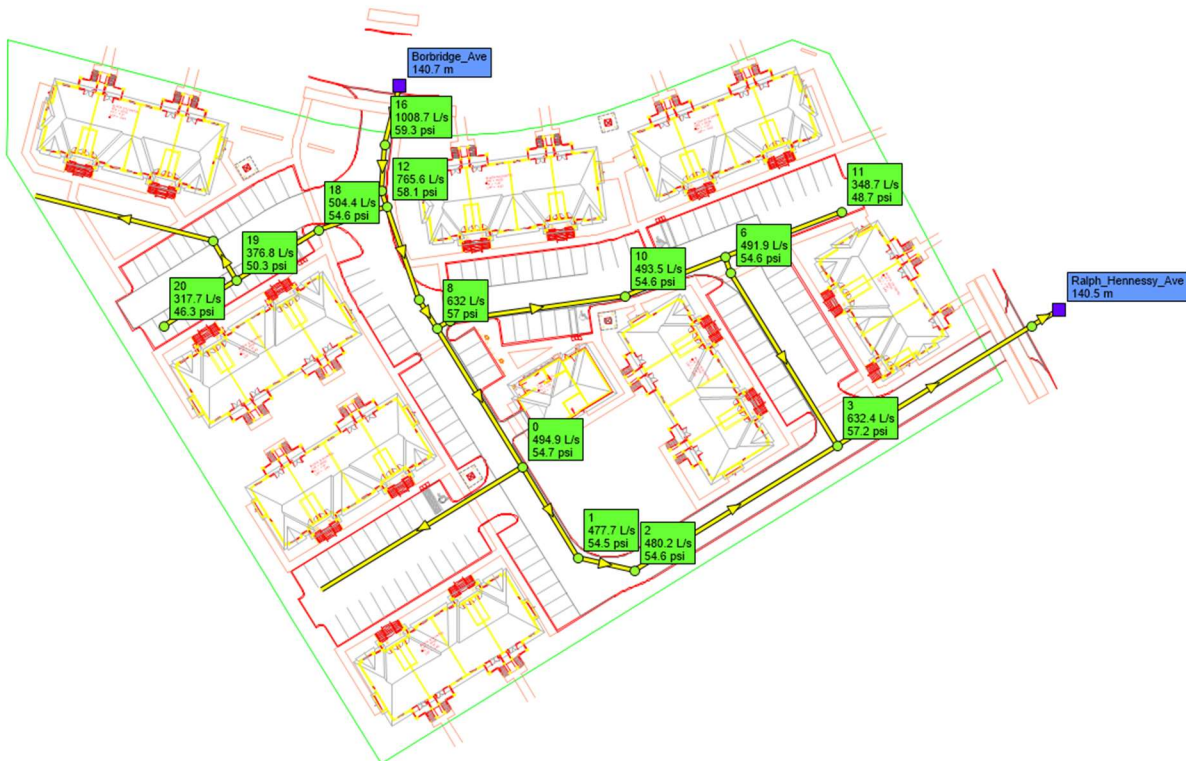 Borbridge_Ave
140.7 m
16
1008.7 L/s
59.3 psi
12
765.6 L/s
58.1 psi
18
504.4 L/s
54.6 psi
11
348.7 L/s
48.7 psi
19
376.8 L/s
50.3 psi
6
491.9 L/s
54.6 psi
10
493.5 L/s
54.6 psi
Ralph_Hennessy_Ave
140.5 m
20
317.7 L/s
46.3 psi
8
632 L/s
57 psi
3
632.4 L/s
57.2 psi
0
494.9 L/s
54.7 psi
1
477.7 L/s
54.5 psi
2
480.2 L/s
54.6 psi